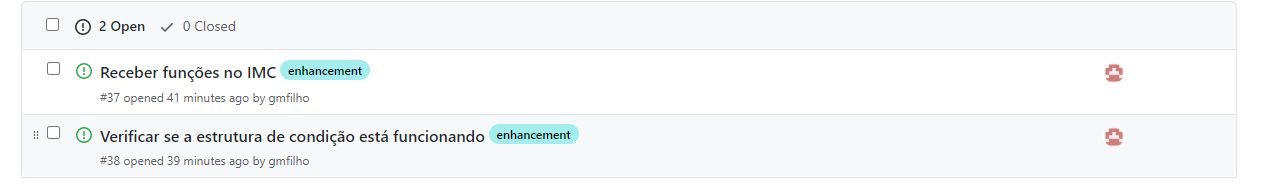 2 Open 0 Closed
Receber funções no IMC enhancement
#37 opened 41 minutes ago by gmfilho
Verificar se a estrutura de condição está funcionando enhancement
#38 opened 39 minutes ago by gmfilho